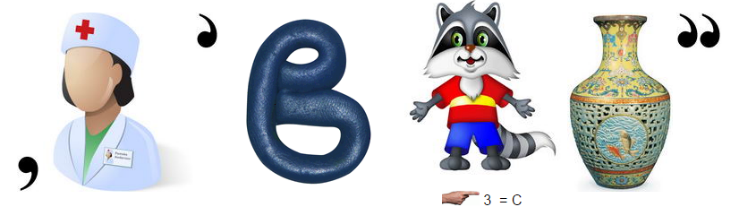 , ’ В ’’
3 = С